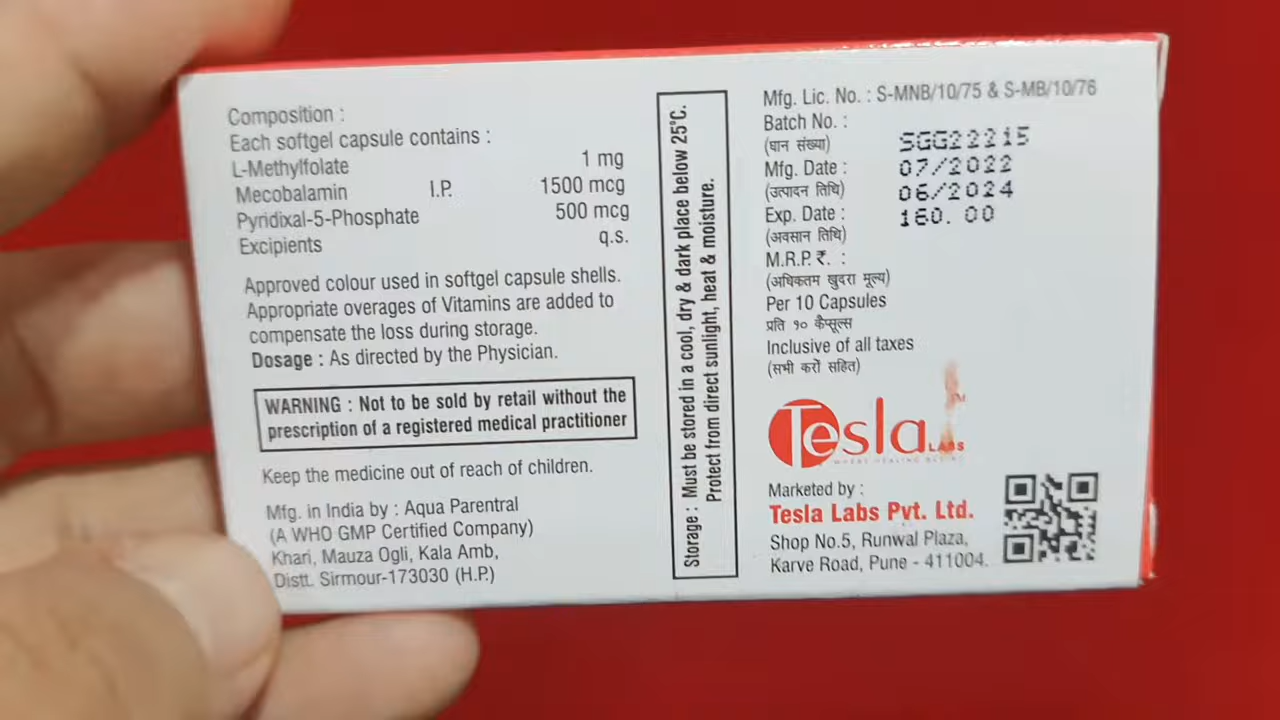 Composition :
Each softgel capsule contains :
L-Methylfolate 1 mg
Mecobalamin I.P. 1500 mcg
Pyridixal-5-Phosphate 500 mcg
Excipients q.s.
Approved colour used in softgel capsule shells.
Appropriate overages of Vitamins are added to
compensate the loss during storage.
Dosage : As directed by the Physician.
WARNING : Not to be sold by retail without the
prescription of a registered medical practitioner
Keep the medicine out of reach of children.
Mfg. in India by : Aqua Parentral
(A WHO GMP Certified Company)
Khari, Mauza Ogli, Kala Amb,
Distt. Sirmour-173030 (H.P.)
Storage : Must be stored in a cool, dry & dark place below 25°C.
Protect from direct sunlight, heat & moisture.
Mfg. Lic. No. : S-MNB/10/75 & S-MB/10/76
Batch No. : SGG22215
(घान संख्या)
Mfg. Date : 07/2022
(उत्पादन तिथि) 06/2024
Exp. Date : 160.00
(अवसान तिथि)
M.R.P. ₹. :
(अधिकतम खुदरा मूल्य)
Per 10 Capsules
प्रति १० कैप्सूल्स
Inclusive of all taxes
(सभी करों सहित)
Tesla LABS TM
Marketed by :
Tesla Labs Pvt. Ltd.
Shop No.5, Runwal Plaza,
Karve Road, Pune - 411004.